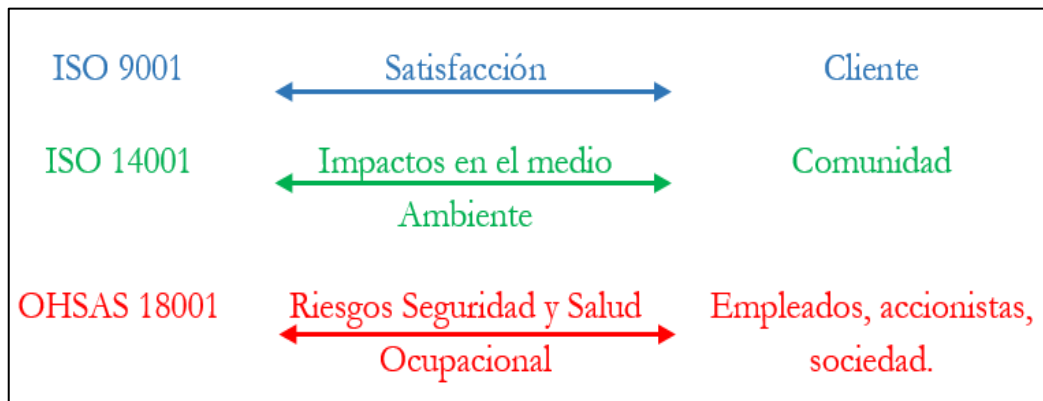 ISO 9001 Satisfacción Cliente
ISO 14001 Impactos en el medio Comunidad
Ambiente
OHSAS 18001 Riesgos Seguridad y Salud Empleados, accionistas,
Ocupacional sociedad.